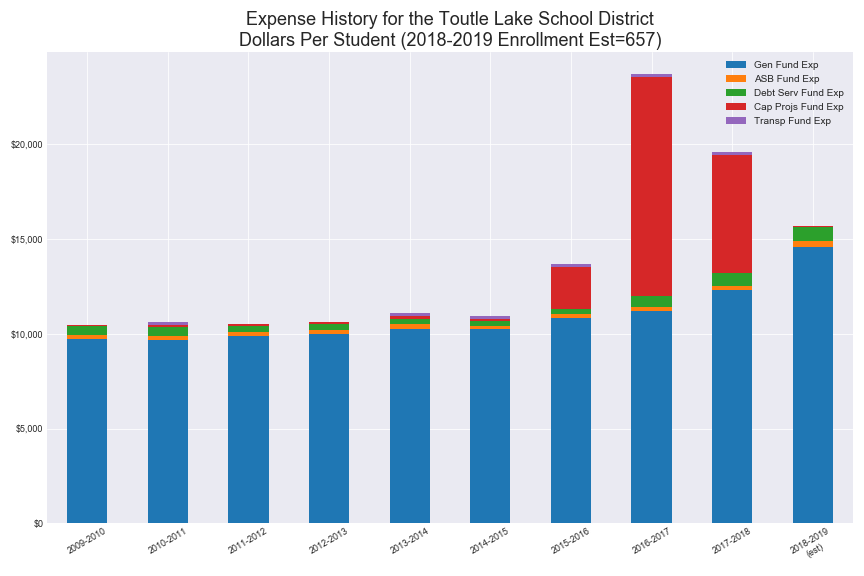 Expense History for the Toutle Lake School District
Dollars Per Student (2018-2019 Enrollment Est=657)
Gen Fund Exp
ASB Fund Exp
Debt Serv Fund Exp
Cap Projs Fund Exp
Transp Fund Exp
$20,000
$15,000
$10,000
$5,000
$0
2009-2010
2010-2011
2011-2012
2012-2013
2013-2014
2014-2015
2015-2016
2016-2017
2017-2018
2018-2019
(est)